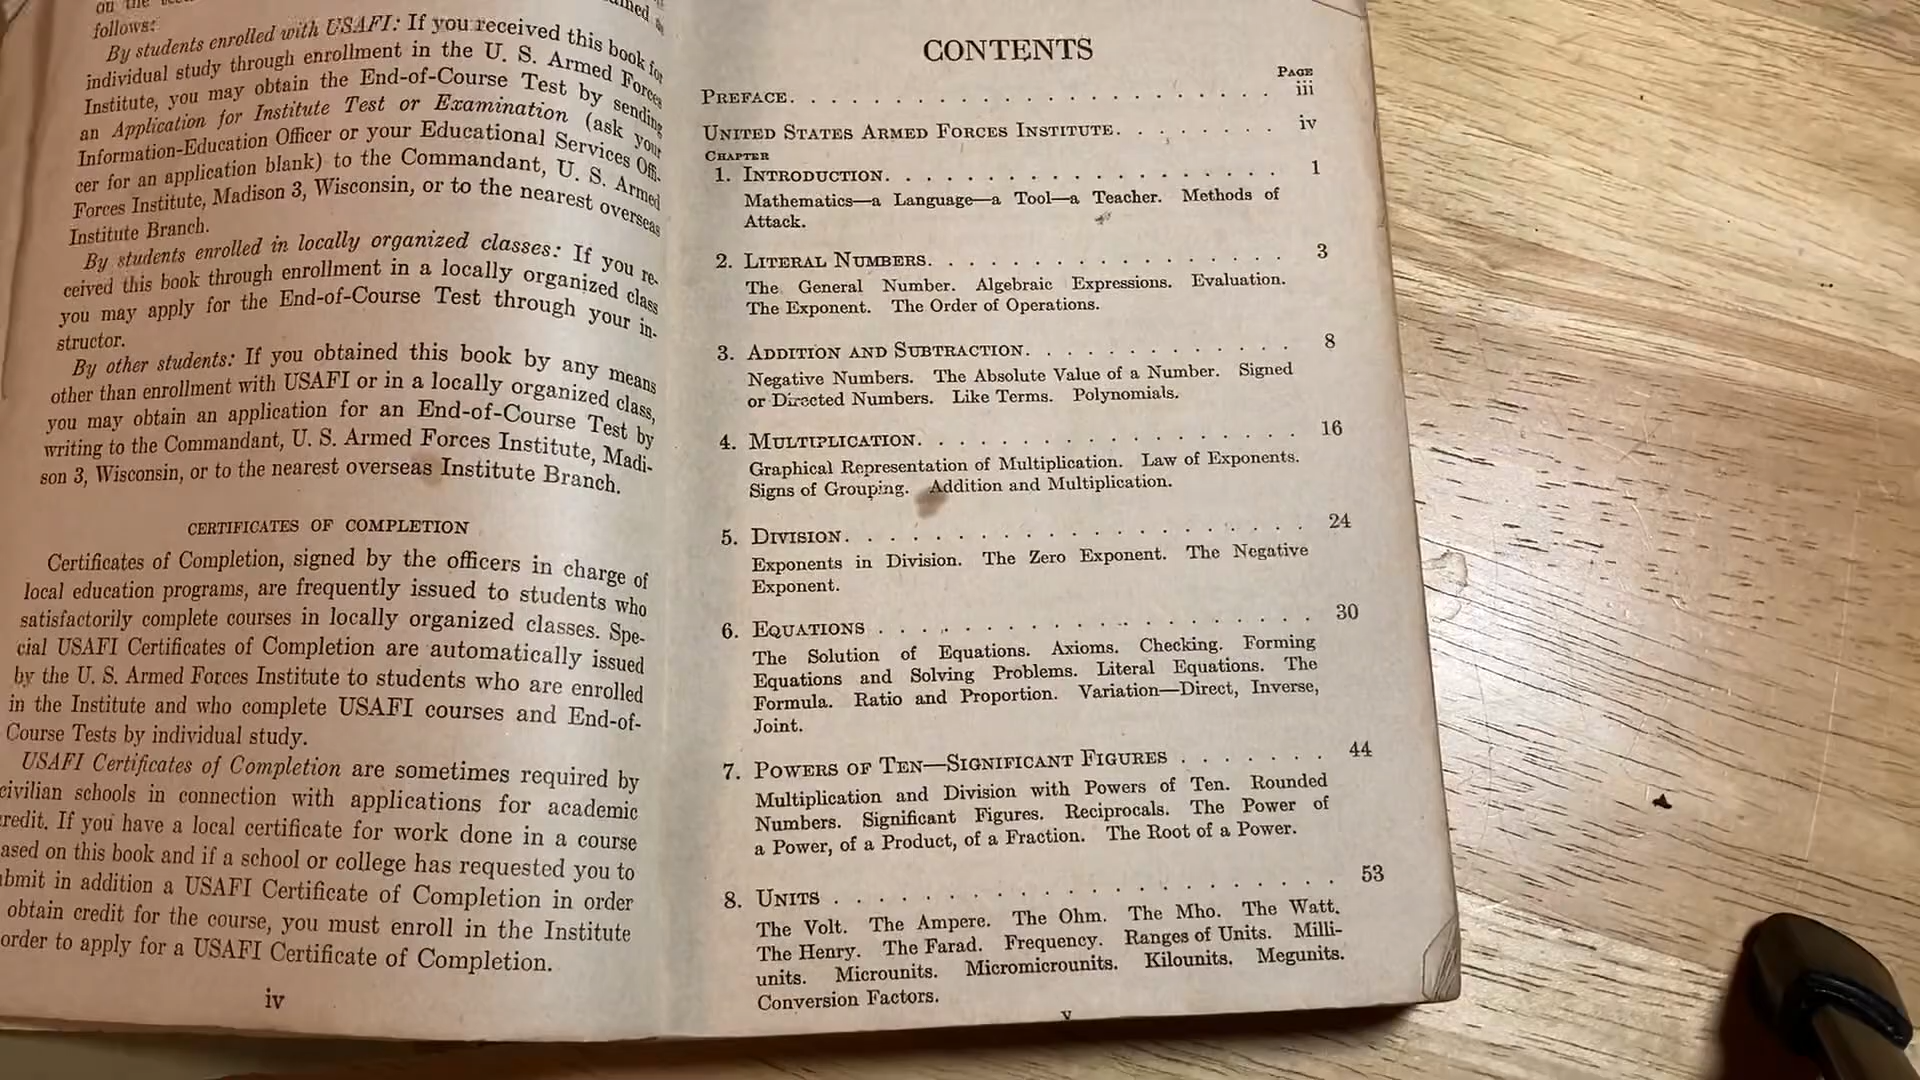 on the
follows:
By students enrolled with USAFI: If you received this book for
individual study through enrollment in the U. S. Armed Forces
Institute, you may obtain the End-of-Course Test by sending
an Application for Institute Test or Examination (ask your
Information-Education Officer or your Educational Services Offi-
cer for an application blank) to the Commandant, U. S. Armed
Forces Institute, Madison 3, Wisconsin, or to the nearest overseas
Institute Branch.
By students enrolled in locally organized classes: If you re-
ceived this book through enrollment in a locally organized class
you may apply for the End-of-Course Test through your in-
structor.
By other students: If you obtained this book by any means
other than enrollment with USAFI or in a locally organized class,
you may obtain an application for an End-of-Course Test by
writing to the Commandant, U. S. Armed Forces Institute, Madi-
son 3, Wisconsin, or to the nearest overseas Institute Branch.
CERTIFICATES OF COMPLETION
Certificates of Completion, signed by the officers in charge of
local education programs, are frequently issued to students who
satisfactorily complete courses in locally organized classes. Spe-
cial USAFI Certificates of Completion are automatically issued
by the U. S. Armed Forces Institute to students who are enrolled
in the Institute and who complete USAFI courses and End-of-
Course Tests by individual study.
USAFI Certificates of Completion are sometimes required by
civilian schools in connection with applications for academic
redit. If you have a local certificate for work done in a course
ased on this book and if a school or college has requested you to
ubmit in addition a USAFI Certificate of Completion in order
obtain credit for the course, you must enroll in the Institute
order to apply for a USAFI Certificate of Completion.
iv
CONTENTS
PAGE
PREFACE. . . . . . . . . . . . . . . . . . . . . . . iii
UNITED STATES ARMED FORCES INSTITUTE. . . . . . . . iv
CHAPTER
1. INTRODUCTION. . . . . . . . . . . . . . . . . . . 1
Mathematics—a Language—a Tool—a Teacher. Methods of
Attack.
2. LITERAL NUMBERS. . . . . . . . . . . . . . . . . 3
The General Number. Algebraic Expressions. Evaluation.
The Exponent. The Order of Operations.
3. ADDITION AND SUBTRACTION. . . . . . . . . . . . 8
Negative Numbers. The Absolute Value of a Number. Signed
or Directed Numbers. Like Terms. Polynomials.
4. MULTIPLICATION. . . . . . . . . . . . . . . . . . 16
Graphical Representation of Multiplication. Law of Exponents.
Signs of Grouping. Addition and Multiplication.
5. DIVISION. . . . . . . . . . . . . . . . . . . . . 24
Exponents in Division. The Zero Exponent. The Negative
Exponent.
6. EQUATIONS . . . . . . . . . . . . . . . . . . . . 30
The Solution of Equations. Axioms. Checking. Forming
Equations and Solving Problems. Literal Equations. The
Formula. Ratio and Proportion. Variation—Direct, Inverse,
Joint.
7. POWERS OF TEN—SIGNIFICANT FIGURES . . . . . . . 44
Multiplication and Division with Powers of Ten. Rounded
Numbers. Significant Figures. Reciprocals. The Power of
a Power, of a Product, of a Fraction. The Root of a Power.
8. UNITS . . . . . . . . . . . . . . . . . . . . . . 53
The Volt. The Ampere. The Ohm. The Mho. The Watt.
The Henry. The Farad. Frequency. Ranges of Units. Milli-
units. Microunits. Micromicrounits. Kilounits. Megunits.
Conversion Factors.
v